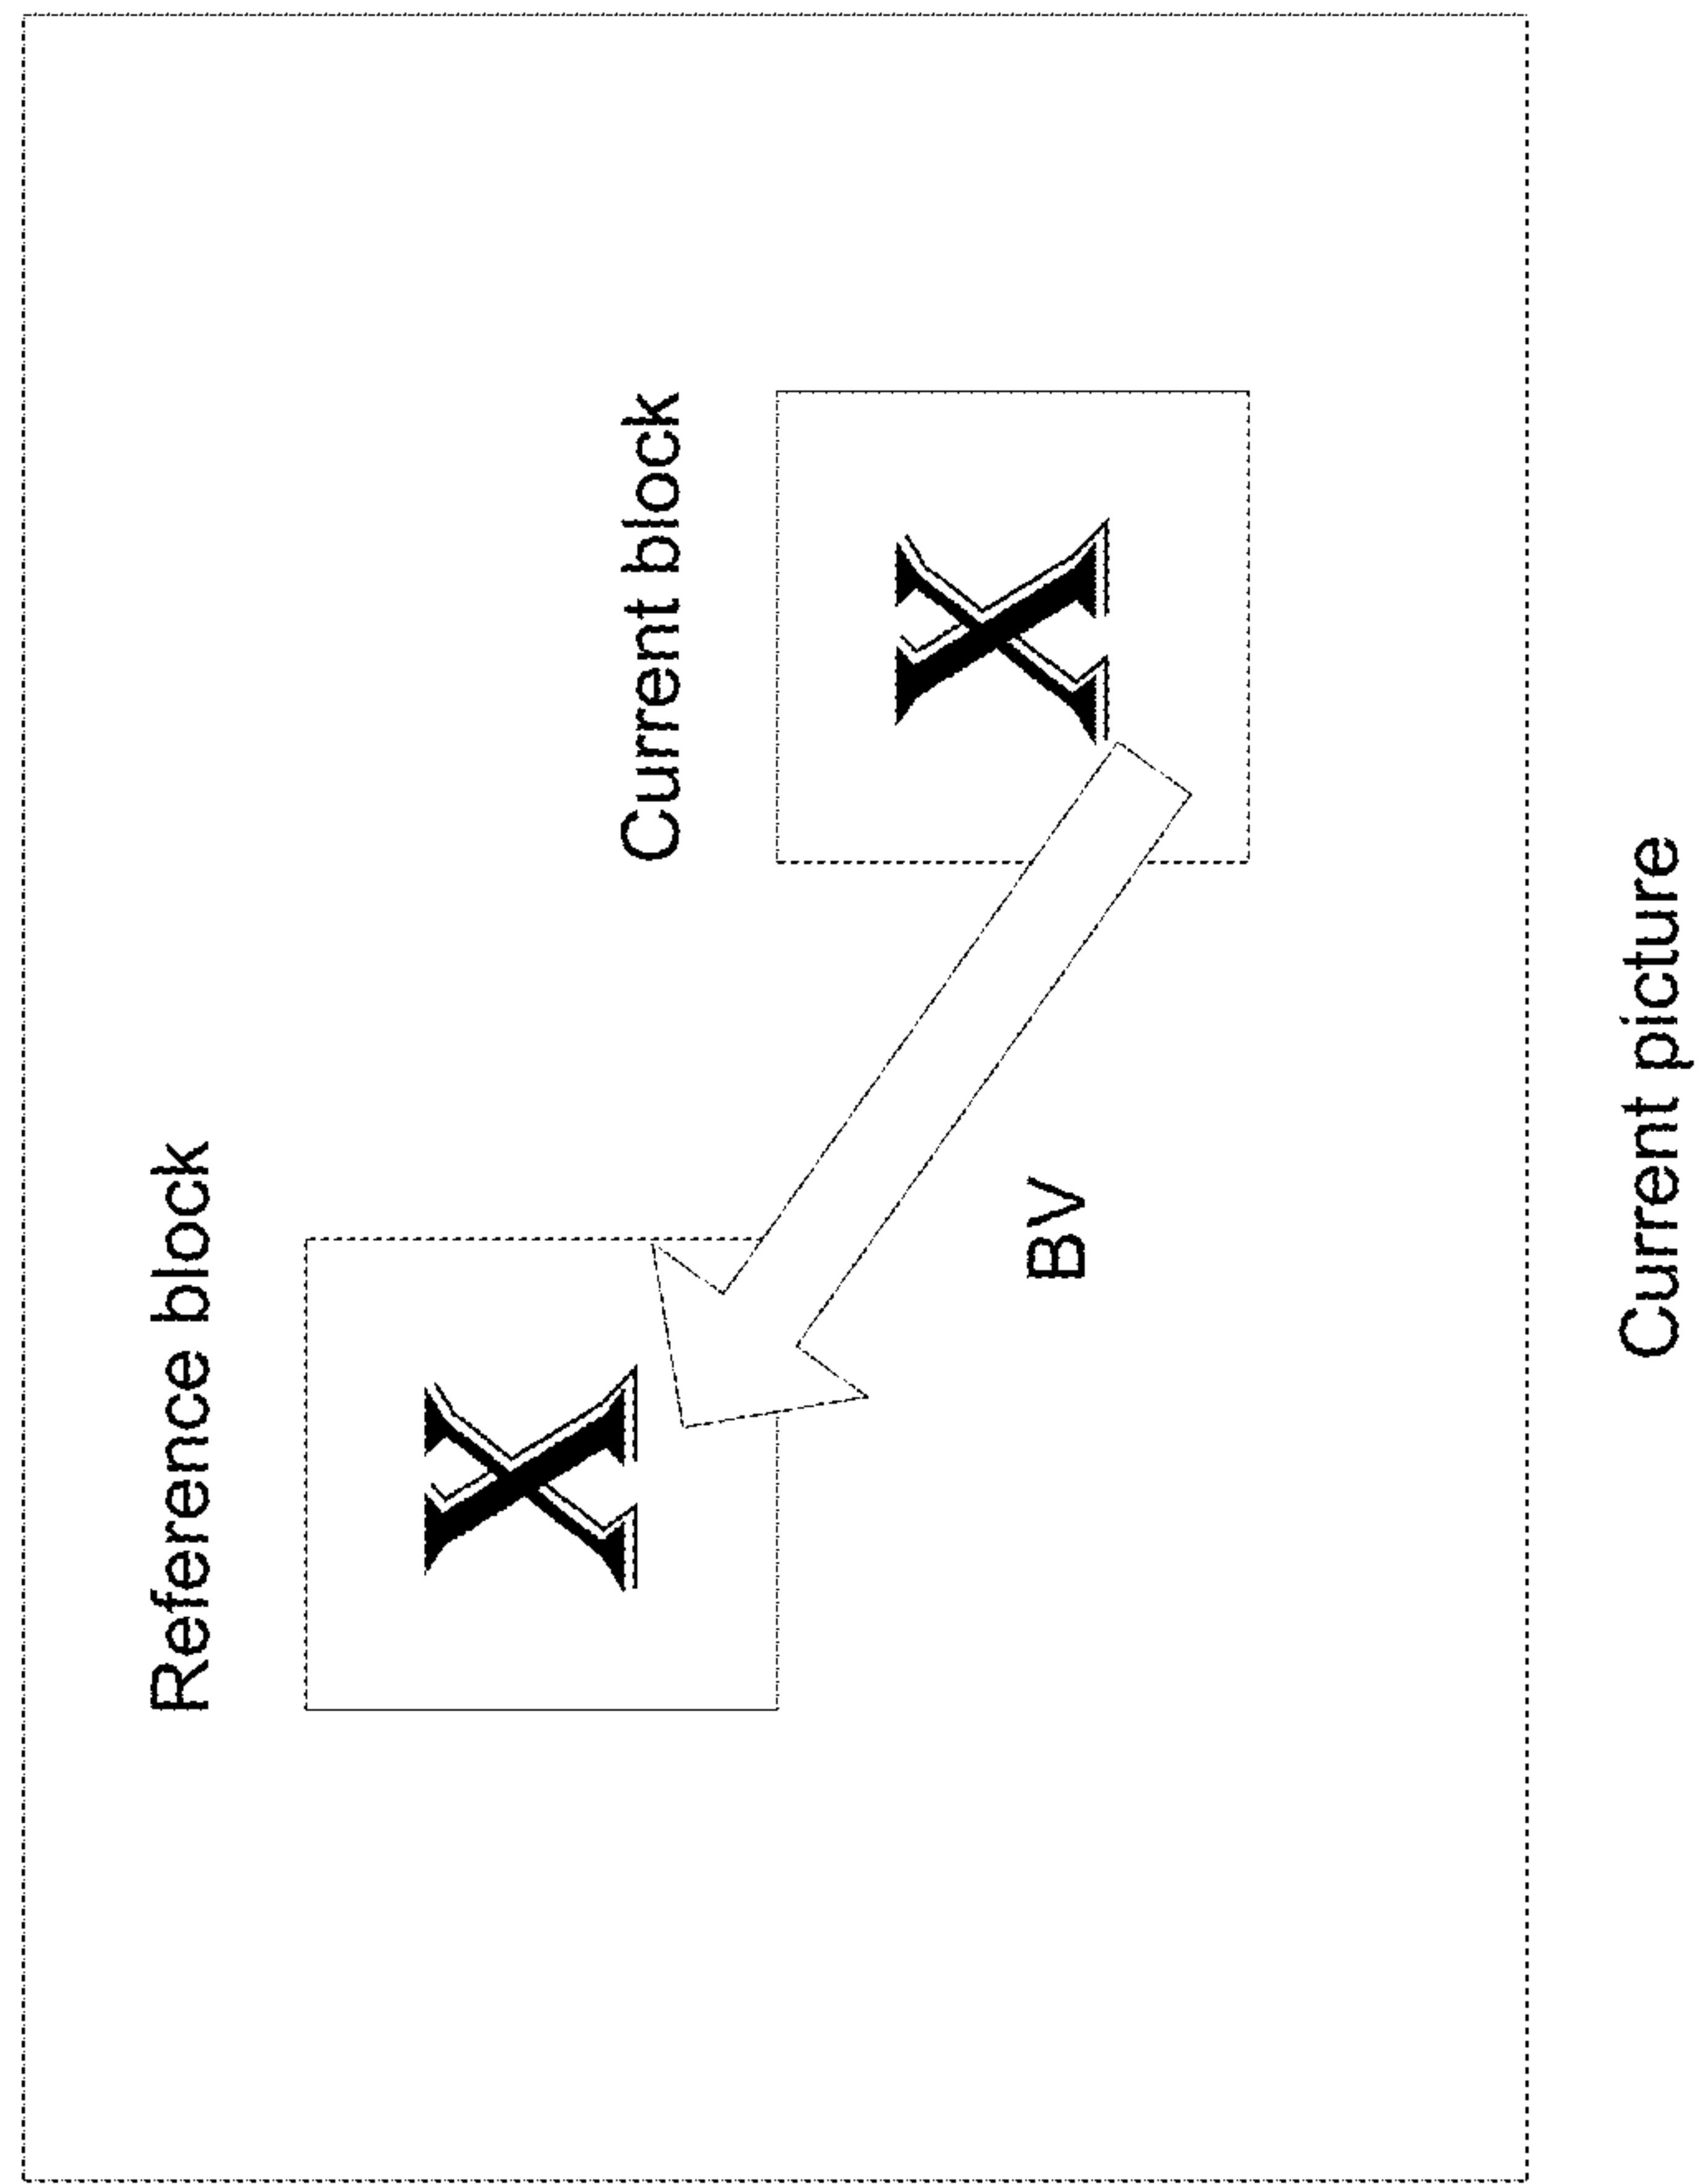 Reference block
X
Current block
X
BV
Current picture